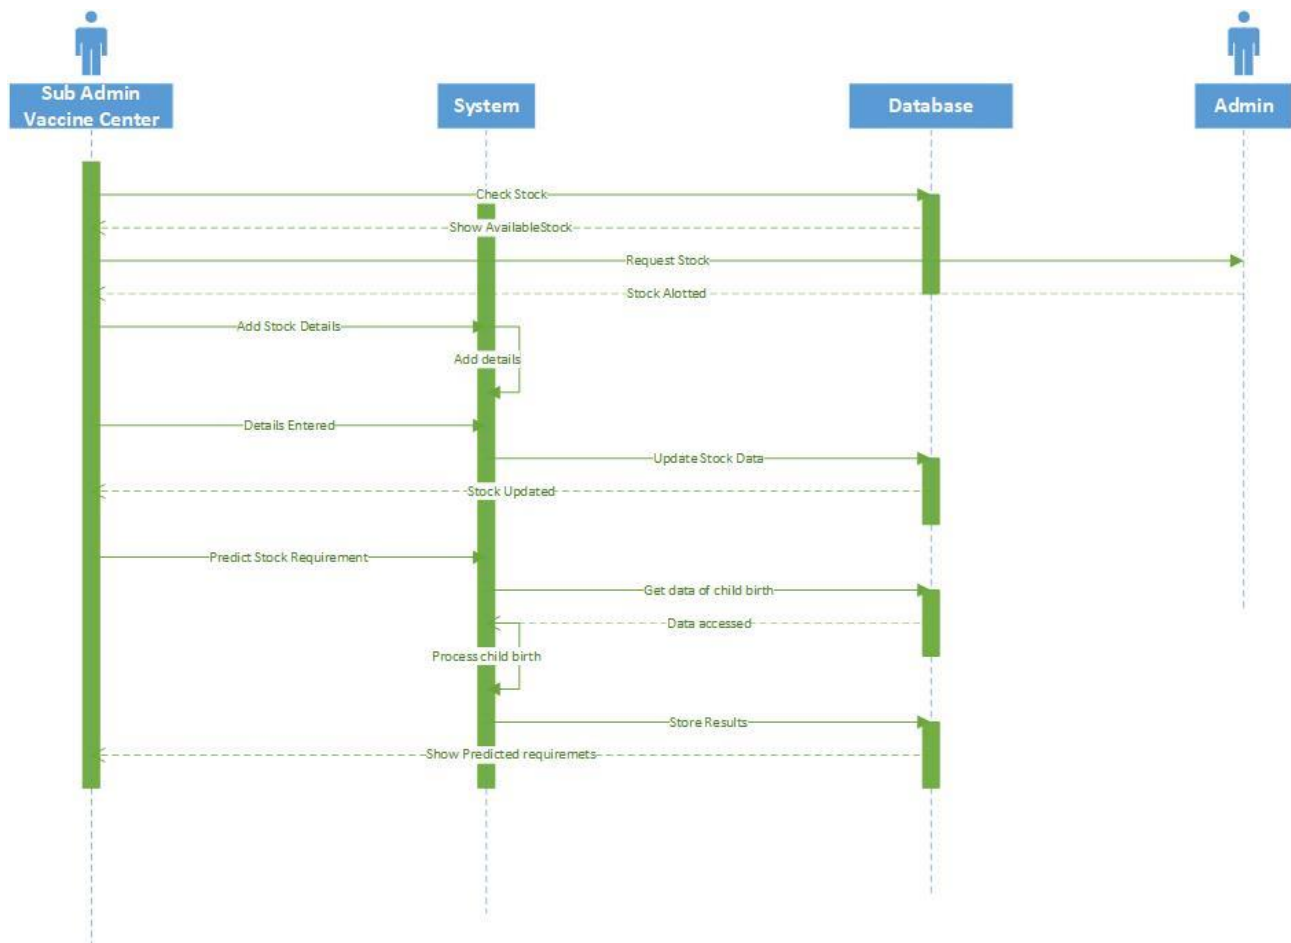 Sub Admin
Vaccine Center
System
Database
Admin
Check Stock
Show AvailableStock
Request Stock
Stock Alotted
Add Stock Details
Add details
Details Entered
Update Stock Data
Stock Updated
Predict Stock Requirement
Get data of child birth
Data accessed
Process child birth
Store Results
Show Predicted requiremets